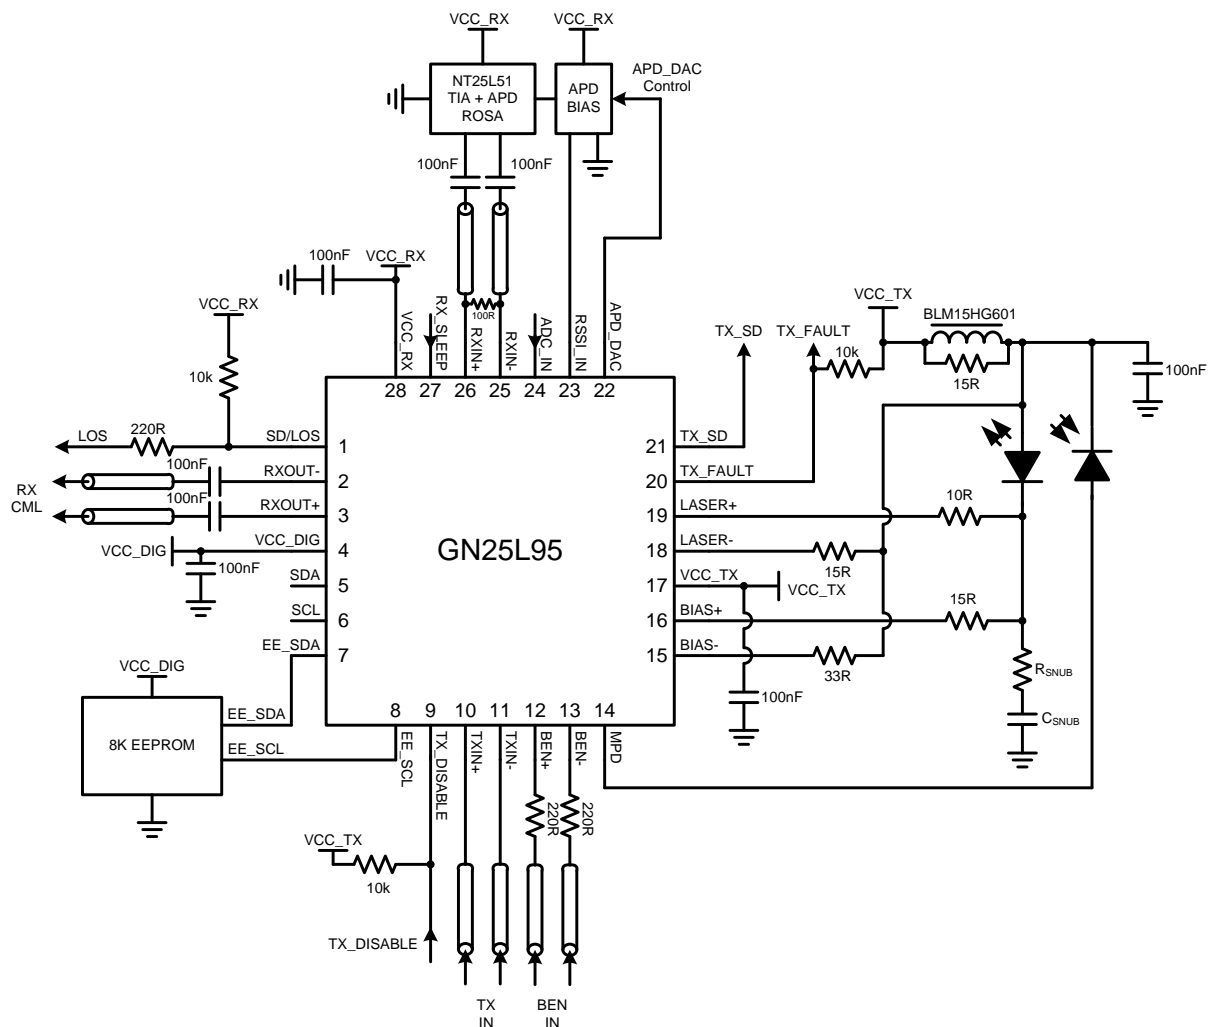 VCC_RX
VCC_RX
NT25L51
TIA + APD
ROSA
APD
BIAS
APD_DAC
Control
100nF
100nF
100nF
VCC_RX
VCC_RX
10k
VCC_RX
RX_SLEEP
RXIN+
100R
RXIN-
ADC_IN
RSSI_IN
APD_DAC
28
27
26
25
24
23
22
TX_SD
TX_FAULT
VCC_TX
10k
BLM15HG601
15R
100nF
LOS
220R
SD/LOS
1
100nF
RXOUT-
2
RX
CML
100nF
RXOUT+
3
VCC_DIG
VCC_DIG
4
100nF
SDA
5
SCL
6
EE_SDA
7
GN25L95
21
TX_SD
20
TX_FAULT
19
LASER+
10R
18
LASER-
15R
17
VCC_TX
VCC_TX
16
BIAS+
15R
15
BIAS-
33R
100nF
RSNUB
CSNUB
VCC_DIG
8K EEPROM
EE_SDA
EE_SCL
8
9
10
11
12
13
14
EE_SCL
TX_DISABLE
TXIN+
TXIN-
BEN+
BEN-
MPD
220R
220R
VCC_TX
10k
TX_DISABLE
TX
IN
BEN
IN